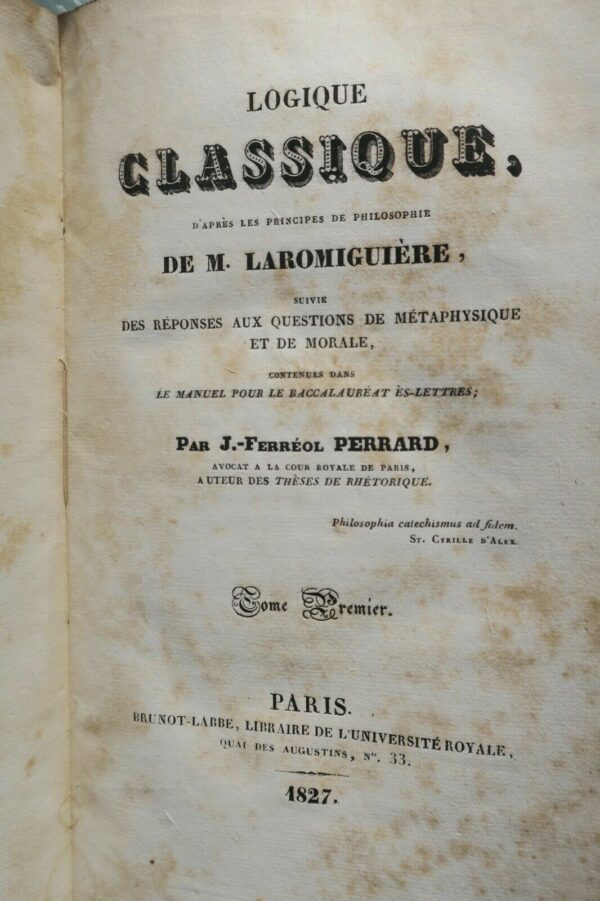 LOGIQUE
CLASSIQUE,
D'APRÈS LES PRINCIPES DE PHILOSOPHIE
DE M. LAROMIGUIÈRE,
SUIVIE
DES RÉPONSES AUX QUESTIONS DE MÉTAPHYSIQUE
ET DE MORALE,
CONTENUES DANS
LE MANUEL POUR LE BACCALAURÉAT ÈS-LETTRES;
PAR J.-FERRÉOL PERRARD,
AVOCAT A LA COUR ROYALE DE PARIS,
AUTEUR DES THÈSES DE RHÉTORIQUE.
Philosophia catechismus ad fidem.
ST. CYRILLE D'ALEX.
Tome Premier.
PARIS.
BRUNOT-LABBE, LIBRAIRE DE L'UNIVERSITÉ ROYALE,
QUAI DES AUGUSTINS, N°. 33.
1827.